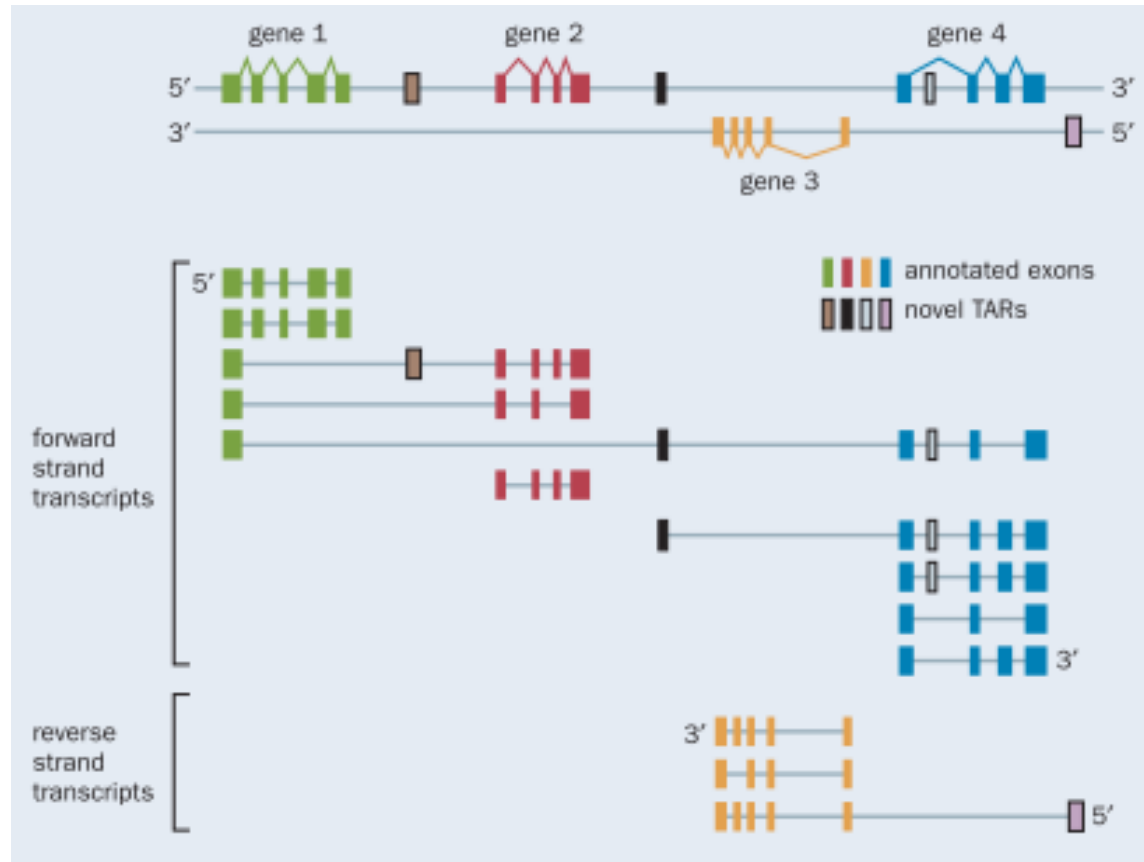 gene 1
gene 2
gene 4
5′
3′
3′
5′
gene 3
5′
annotated exons
novel TARs
forward
strand
transcripts
3′
reverse
strand
transcripts
3′
5′